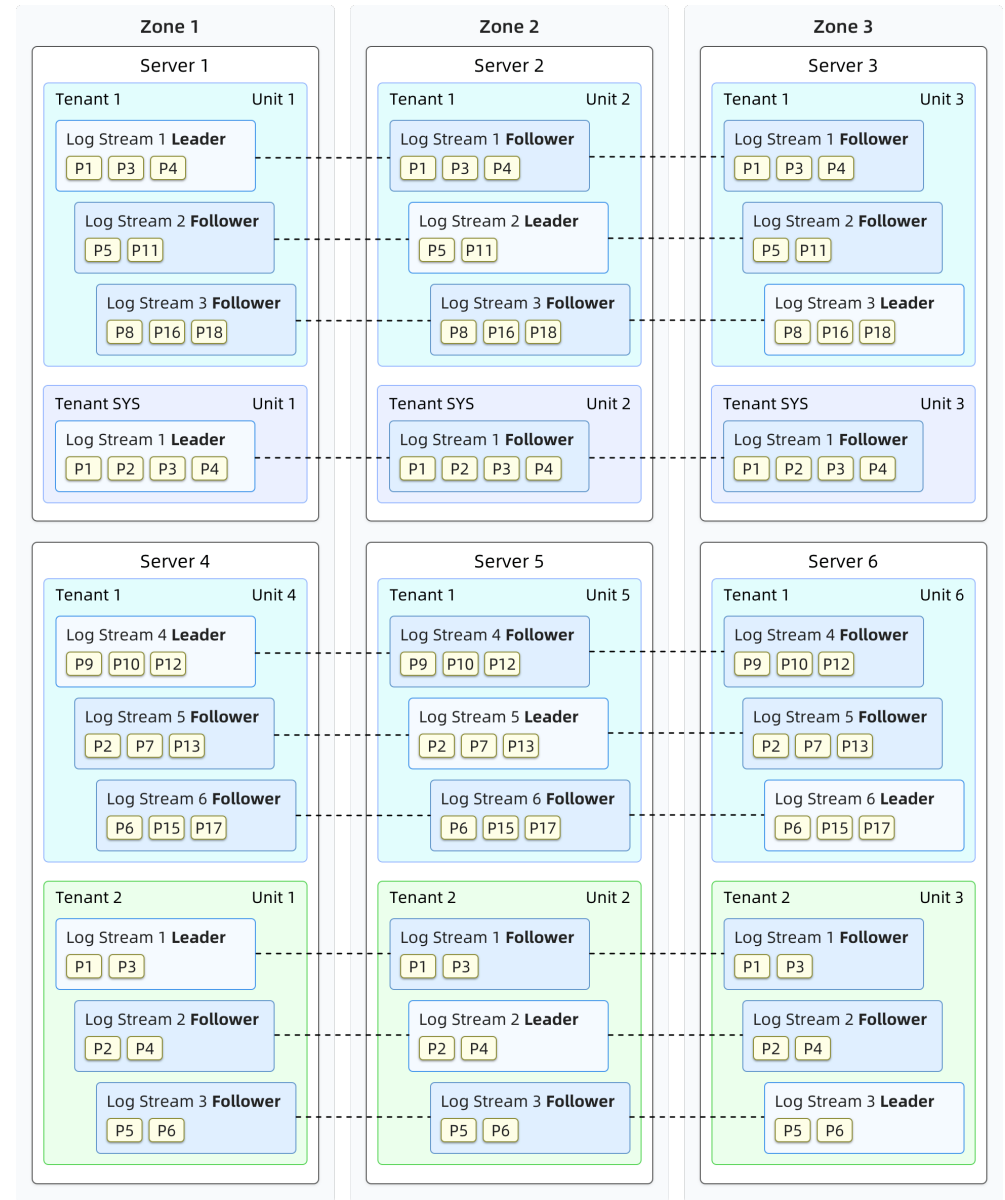 Zone 1
Server 1
Tenant 1 Unit 1
Log Stream 1 Leader
P1 P3 P4
Log Stream 2 Follower
P5 P11
Log Stream 3 Follower
P8 P16 P18
Tenant SYS Unit 1
Log Stream 1 Leader
P1 P2 P3 P4
Server 4
Tenant 1 Unit 4
Log Stream 4 Leader
P9 P10 P12
Log Stream 5 Follower
P2 P7 P13
Log Stream 6 Follower
P6 P15 P17
Tenant 2 Unit 1
Log Stream 1 Leader
P1 P3
Log Stream 2 Follower
P2 P4
Log Stream 3 Follower
P5 P6
Zone 2
Server 2
Tenant 1 Unit 2
Log Stream 1 Follower
P1 P3 P4
Log Stream 2 Leader
P5 P11
Log Stream 3 Follower
P8 P16 P18
Tenant SYS Unit 2
Log Stream 1 Follower
P1 P2 P3 P4
Server 5
Tenant 1 Unit 5
Log Stream 4 Follower
P9 P10 P12
Log Stream 5 Leader
P2 P7 P13
Log Stream 6 Follower
P6 P15 P17
Tenant 2 Unit 2
Log Stream 1 Follower
P1 P3
Log Stream 2 Leader
P2 P4
Log Stream 3 Follower
P5 P6
Zone 3
Server 3
Tenant 1 Unit 3
Log Stream 1 Follower
P1 P3 P4
Log Stream 2 Follower
P5 P11
Log Stream 3 Leader
P8 P16 P18
Tenant SYS Unit 3
Log Stream 1 Follower
P1 P2 P3 P4
Server 6
Tenant 1 Unit 6
Log Stream 4 Follower
P9 P10 P12
Log Stream 5 Follower
P2 P7 P13
Log Stream 6 Leader
P6 P15 P17
Tenant 2 Unit 3
Log Stream 1 Follower
P1 P3
Log Stream 2 Follower
P2 P4
Log Stream 3 Leader
P5 P6